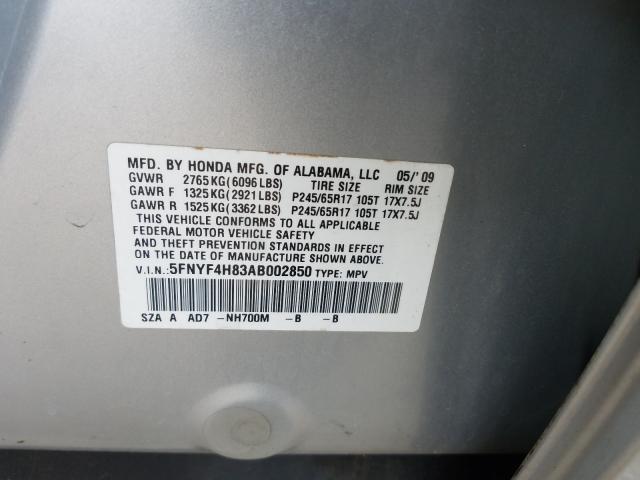 MFD. BY HONDA MFG. OF ALABAMA, LLC 05/'09
GVWR 2765KG(6096LBS) TIRE SIZE RIM SIZE
GAWR F 1325KG(2921LBS) P245/65R17 105T 17X7.5J
GAWR R 1525KG(3362LBS) P245/65R17 105T 17X7.5J
THIS VEHICLE CONFORMS TO ALL APPLICABLE
FEDERAL MOTOR VEHICLE SAFETY
AND THEFT PREVENTION STANDARDS IN EFFECT
ON THE DATE OF MANUFACTURE SHOWN ABOVE.
V.I.N.:5FNYF4H83AB002850 TYPE: MPV
SZA A AD7 -NH700M -B -B